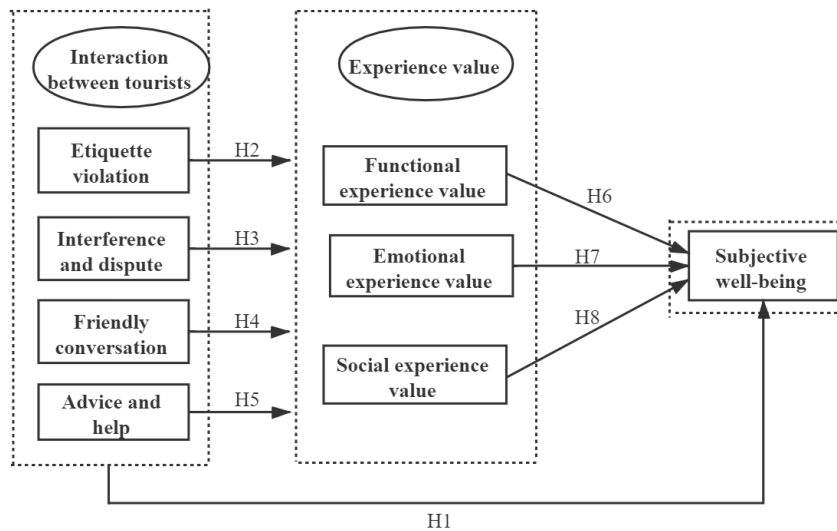 Interaction
between tourists
Etiquette
violation
Interference
and dispute
Friendly
conversation
Advice and
help
H2
H3
H4
H5
Experience value
Functional
experience value
Emotional
experience value
Social experience
value
H6
H7
H8
Subjective
well-being
H1